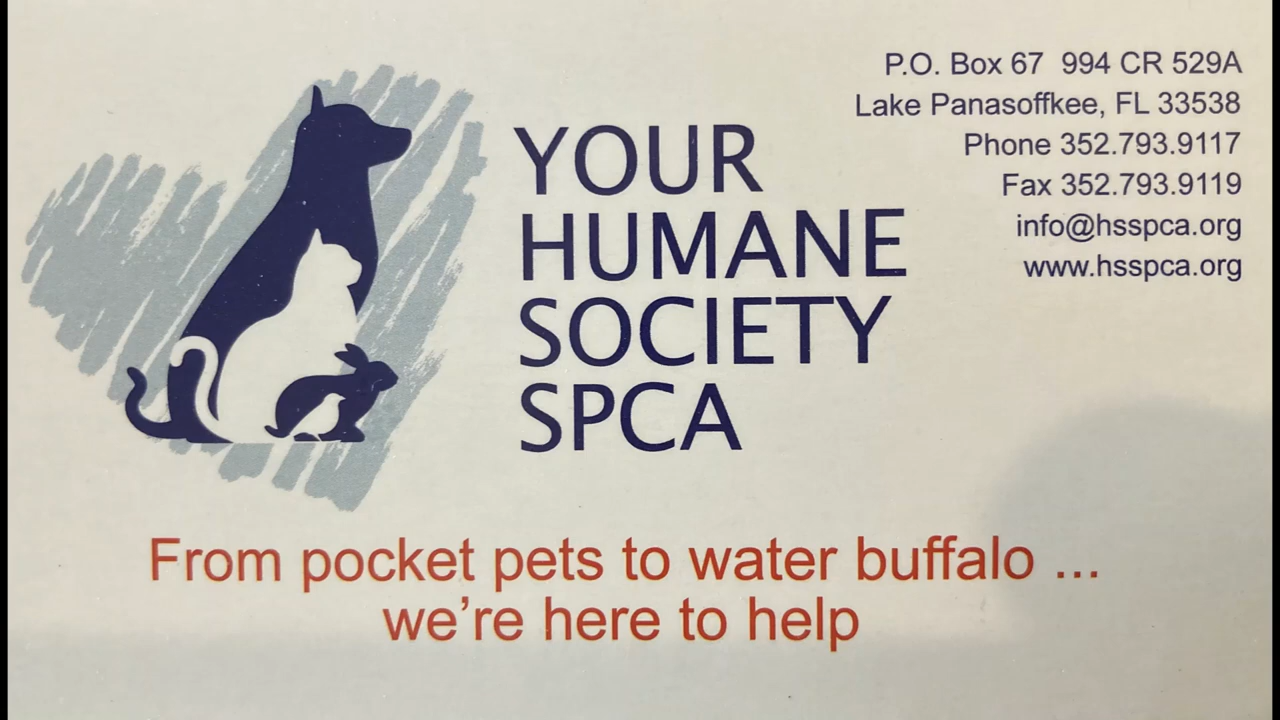 P.O. Box 67  994 CR 529A
Lake Panasoffkee, FL 33538
Phone 352.793.9117
Fax 352.793.9119
info@hsspca.org
www.hsspca.org
YOUR
HUMANE
SOCIETY
SPCA
From pocket pets to water buffalo ...
we're here to help